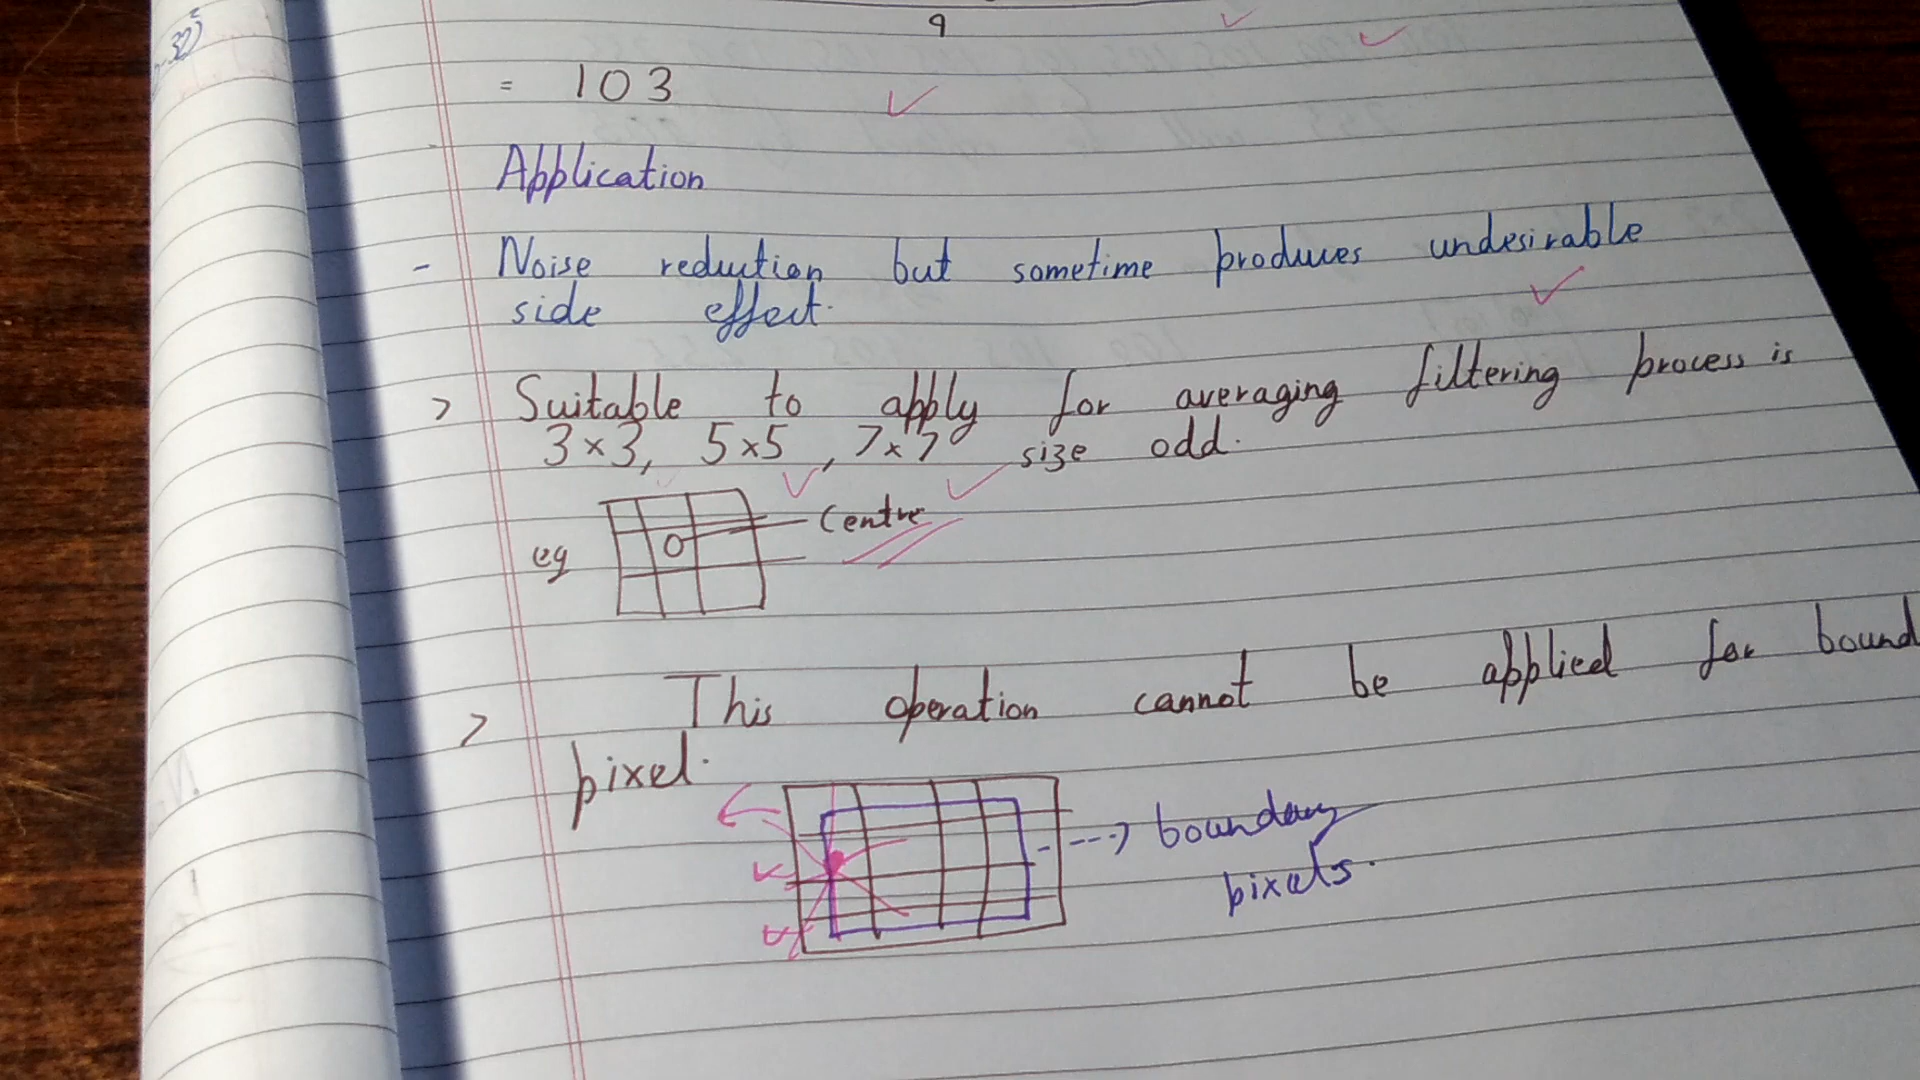 9
= 103
Application
- Noise reduction but sometime produces undesirable
side effect.
> Suitable to apply for averaging filtering process is
3×3, 5×5, 7×7 size odd.
eg Centre
> This operation cannot be applied for bound
pixel.
boundary
pixels.